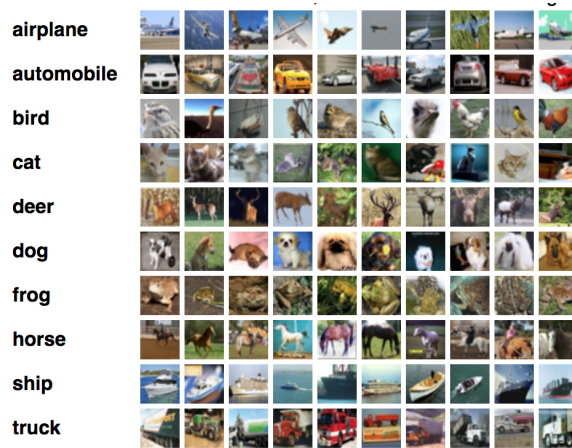 airplane
automobile
bird
cat
deer
dog
frog
horse
ship
truck